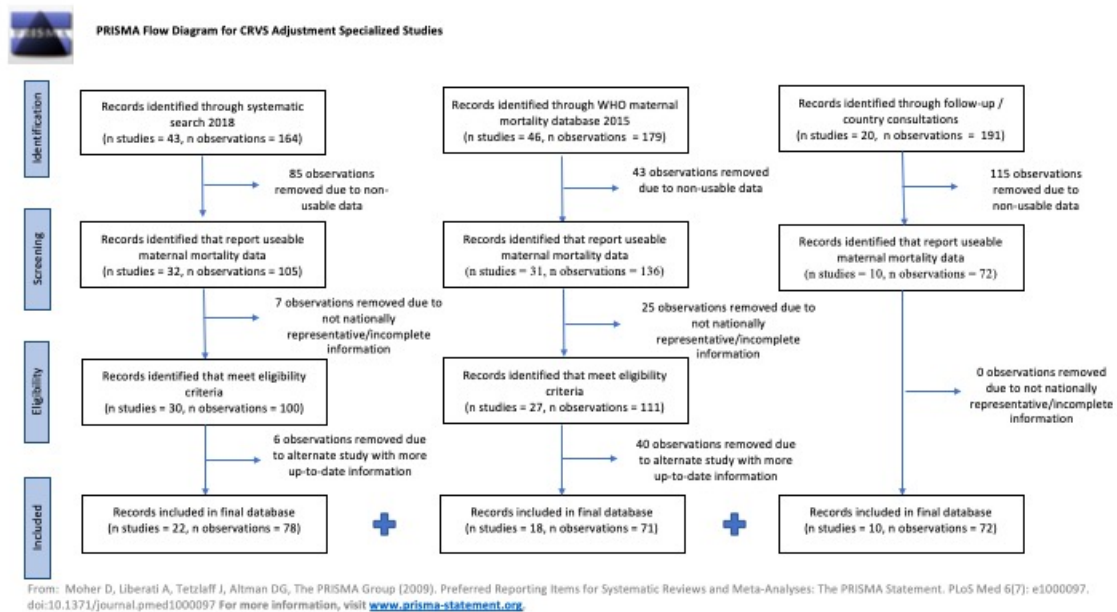 PRISMA
PRISMA Flow Diagram for CRVS Adjustment Specialized Studies
Identification
Records identified through systematic
search 2018
(n studies = 43, n observations = 164)
Records identified through WHO maternal
mortality database 2015
(n studies = 46, n observations = 179)
Records identified through follow-up /
country consultations
(n studies = 20, n observations = 191)
85 observations
removed due to non-
usable data
43 observations removed
due to non-usable data
115 observations
removed due to
non-usable data
Screening
Records identified that report useable
maternal mortality data
(n studies = 32, n observations = 105)
Records identified that report useable
maternal mortality data
(n studies = 31, n observations = 136)
Records identified that report useable
maternal mortality data
(n studies = 10, n observations = 72)
7 observations removed due to
not nationally
representative/incomplete
information
25 observations removed due to
not nationally
representative/incomplete
information
Eligibility
Records identified that meet eligibility
criteria
(n studies = 30, n observations = 100)
Records identified that meet eligibility
criteria
(n studies = 27, n observations = 111)
0 observations removed
due to not nationally
representative/incomplete
information
6 observations removed due
to alternate study with more
up-to-date information
40 observations removed due
to alternate study with more
up-to-date information
Included
Records included in final database
(n studies = 22, n observations = 78)
Records included in final database
(n studies = 18, n observations = 71)
Records included in final database
(n studies = 10, n observations = 72)
From: Moher D, Liberati A, Tetzlaff J, Altman DG, The PRISMA Group (2009). Preferred Reporting Items for Systematic Reviews and Meta-Analyses: The PRISMA Statement. PLoS Med 6(7): e1000097.
doi:10.1371/journal.pmed1000097 For more information, visit www.prisma-statement.org.